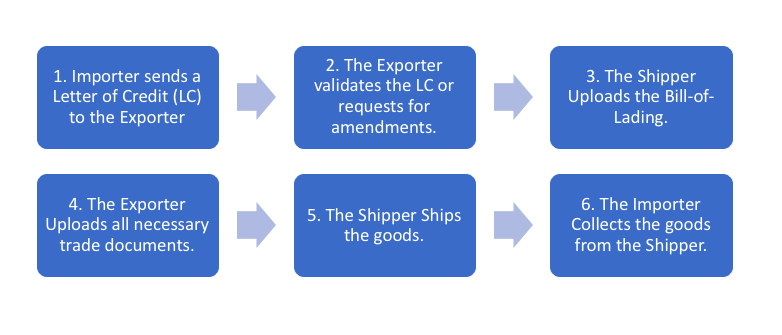 1. Importer sends a
Letter of Credit (LC)
to the Exporter
2. The Exporter
validates the LC or
requests for
amendments.
3. The Shipper
Uploads the Bill-of-
Lading.
4. The Exporter
Uploads all necessary
trade documents.
5. The Shipper Ships
the goods.
6. The Importer
Collects the goods
from the Shipper.